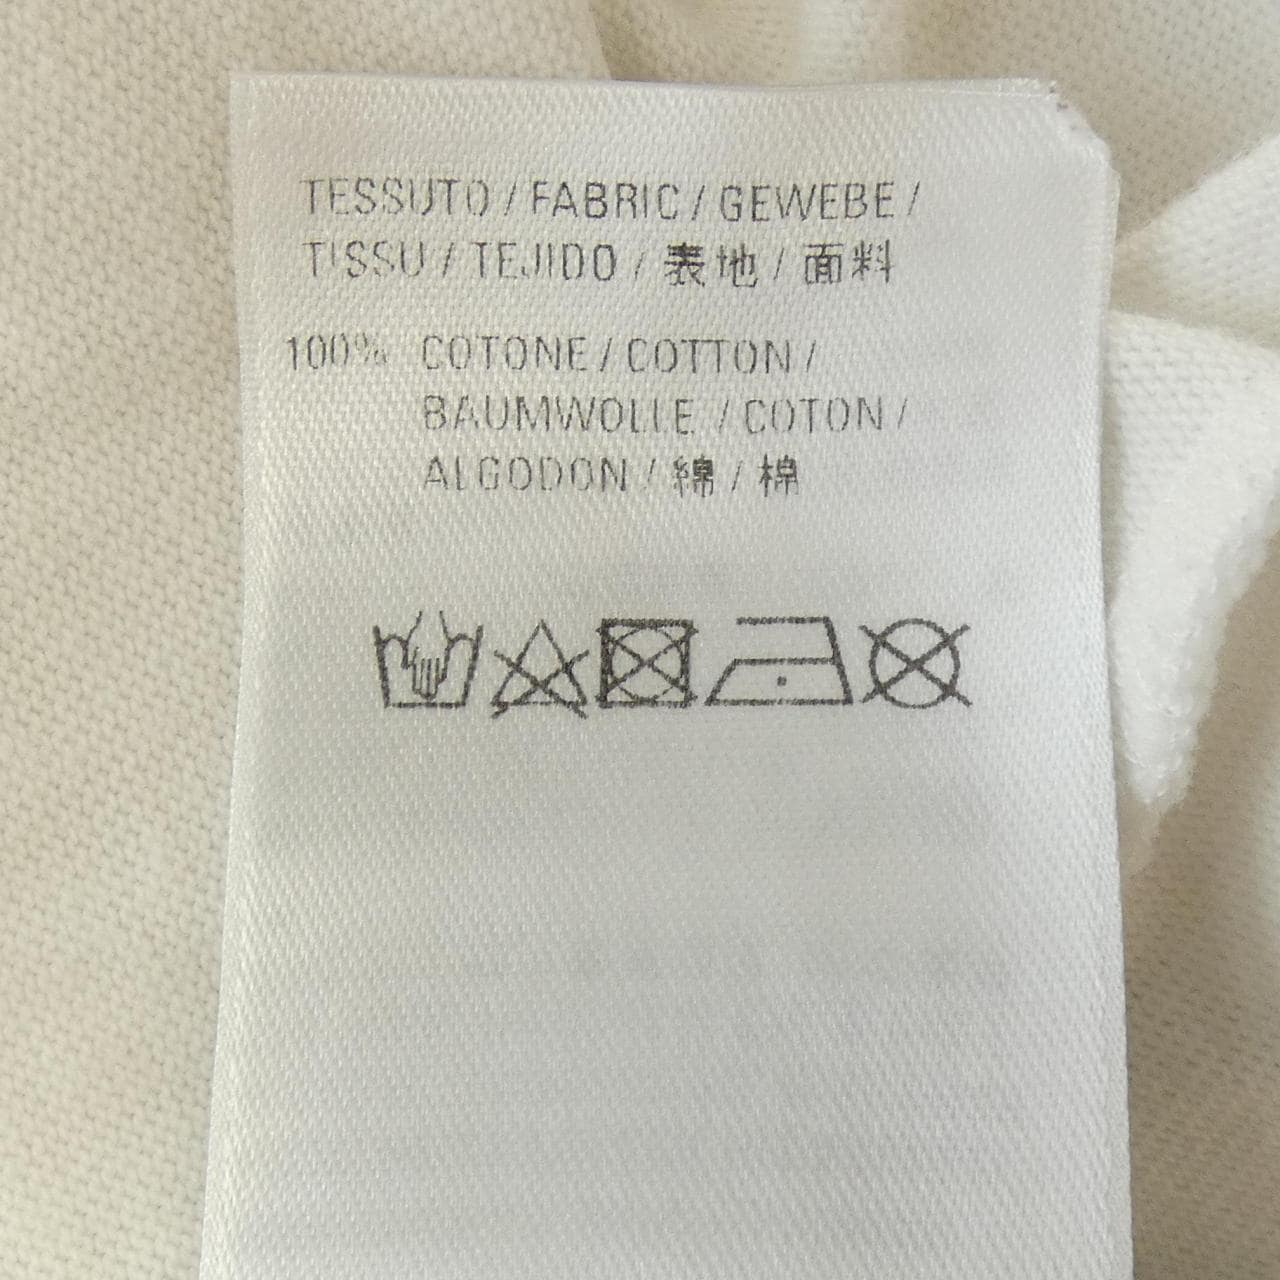 TESSUTO / FABRIC / GEWEBE /
TISSU / TEJIDO / 表地 / 面料
100% COTONE / COTTON /
BAUMWOLLE / COTON /
ALGODON / 綿 / 棉